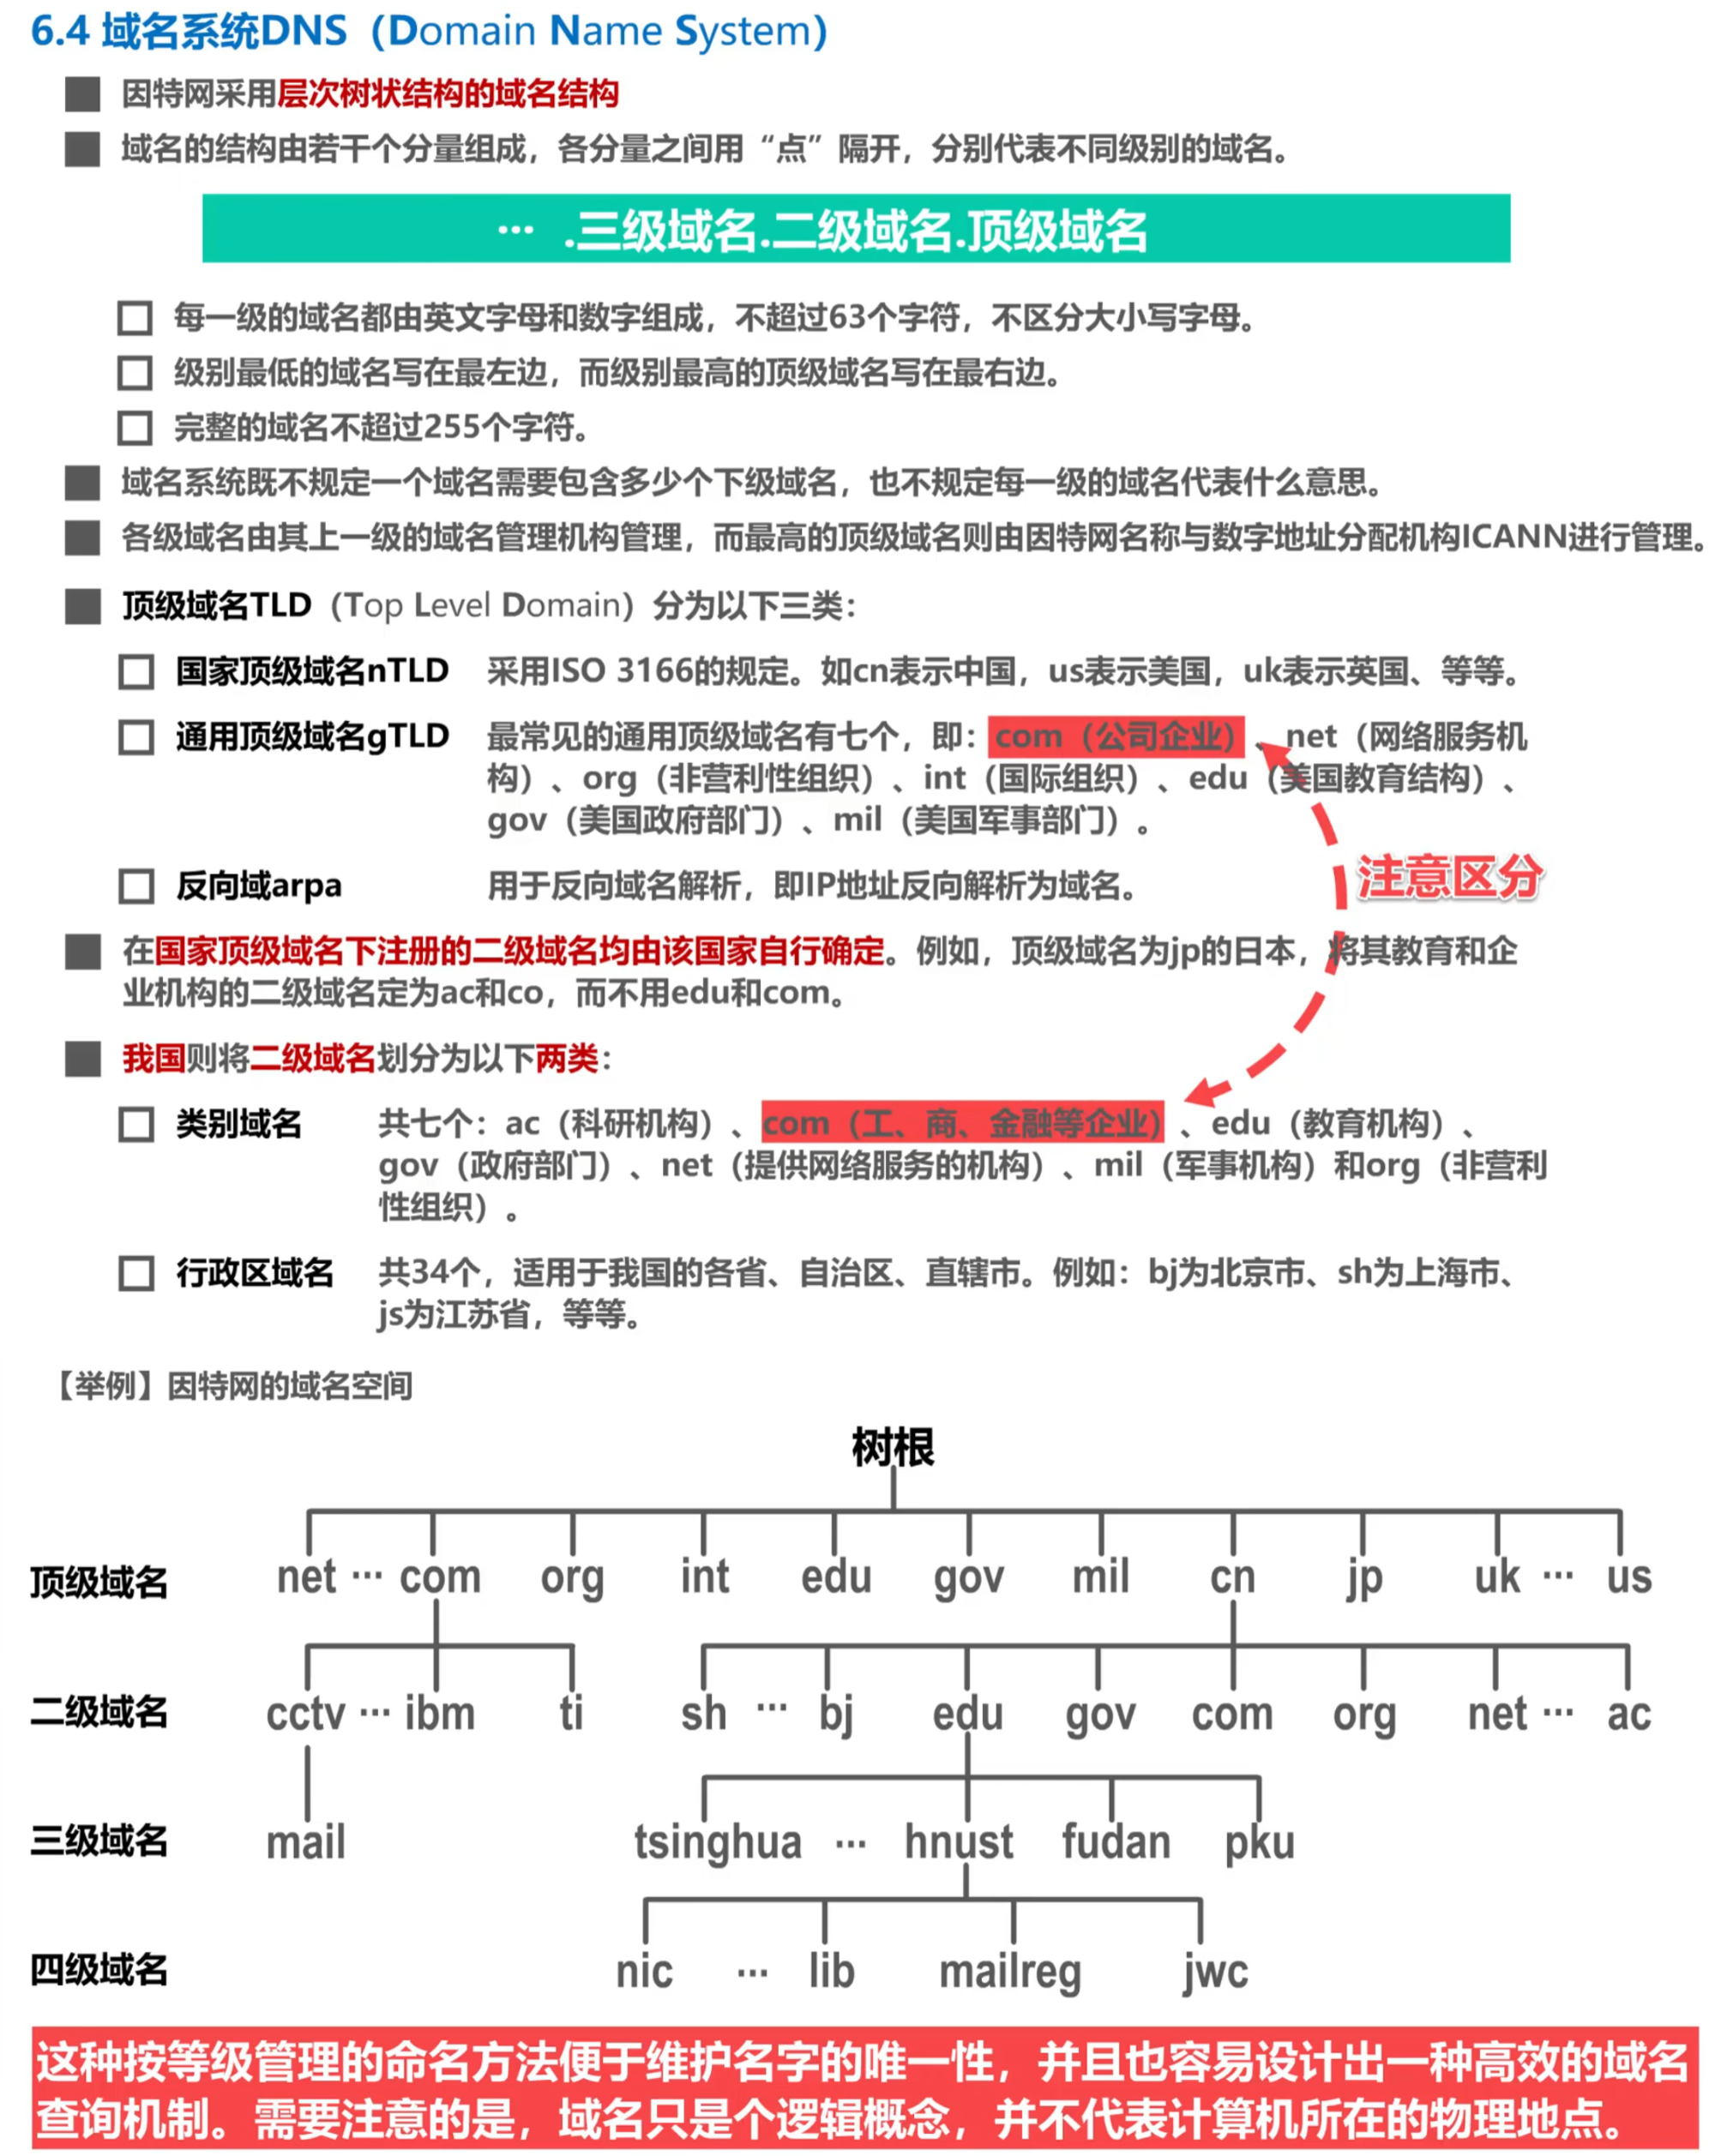 6.4 域名系统DNS（Domain Name System）
因特网采用层次树状结构的域名结构
域名的结构由若干个分量组成，各分量之间用“点”隔开，分别代表不同级别的域名。
… .三级域名.二级域名.顶级域名
每一级的域名都由英文字母和数字组成，不超过63个字符，不区分大小写字母。
级别最低的域名写在最左边，而级别最高的顶级域名写在最右边。
完整的域名不超过255个字符。
域名系统既不规定一个域名需要包含多少个下级域名，也不规定每一级的域名代表什么意思。
各级域名由其上一级的域名管理机构管理，而最高的顶级域名则由因特网名称与数字地址分配机构ICANN进行管理。
顶级域名TLD（Top Level Domain）分为以下三类：
国家顶级域名nTLD 采用ISO 3166的规定。如cn表示中国，us表示美国，uk表示英国、等等。
通用顶级域名gTLD 最常见的通用顶级域名有七个，即：com（公司企业）、net（网络服务机
构）、org（非营利性组织）、int（国际组织）、edu（美国教育结构）、
gov（美国政府部门）、mil（美国军事部门）。
注意区分
反向域arpa 用于反向域名解析，即IP地址反向解析为域名。
在国家顶级域名下注册的二级域名均由该国家自行确定。例如，顶级域名为jp的日本，将其教育和企
业机构的二级域名定为ac和co，而不用edu和com。
我国则将二级域名划分为以下两类：
类别域名 共七个：ac（科研机构）、com（工、商、金融等企业）、edu（教育机构）、
gov（政府部门）、net（提供网络服务的机构）、mil（军事机构）和org（非营利
性组织）。
行政区域名 共34个，适用于我国的各省、自治区、直辖市。例如：bj为北京市、sh为上海市、
js为江苏省，等等。
【举例】因特网的域名空间
树根
顶级域名 net … com org int edu gov mil cn jp uk … us
二级域名 cctv … ibm ti sh … bj edu gov com org net … ac
三级域名 mail tsinghua … hnust fudan pku
四级域名 nic … lib mailreg jwc
这种按等级管理的命名方法便于维护名字的唯一性，并且也容易设计出一种高效的域名
查询机制。需要注意的是，域名只是个逻辑概念，并不代表计算机所在的物理地点。